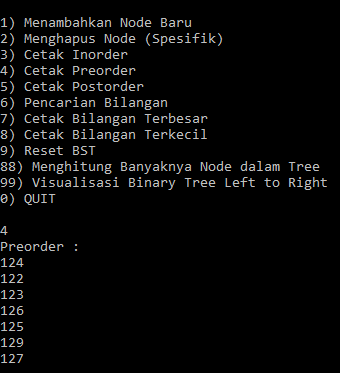 1) Menambahkan Node Baru
2) Menghapus Node (Spesifik)
3) Cetak Inorder
4) Cetak Preorder
5) Cetak Postorder
6) Pencarian Bilangan
7) Cetak Bilangan Terbesar
8) Cetak Bilangan Terkecil
9) Reset BST
88) Menghitung Banyaknya Node dalam Tree
99) Visualisasi Binary Tree Left to Right
0) QUIT
4
Preorder :
124
122
123
126
125
129
127